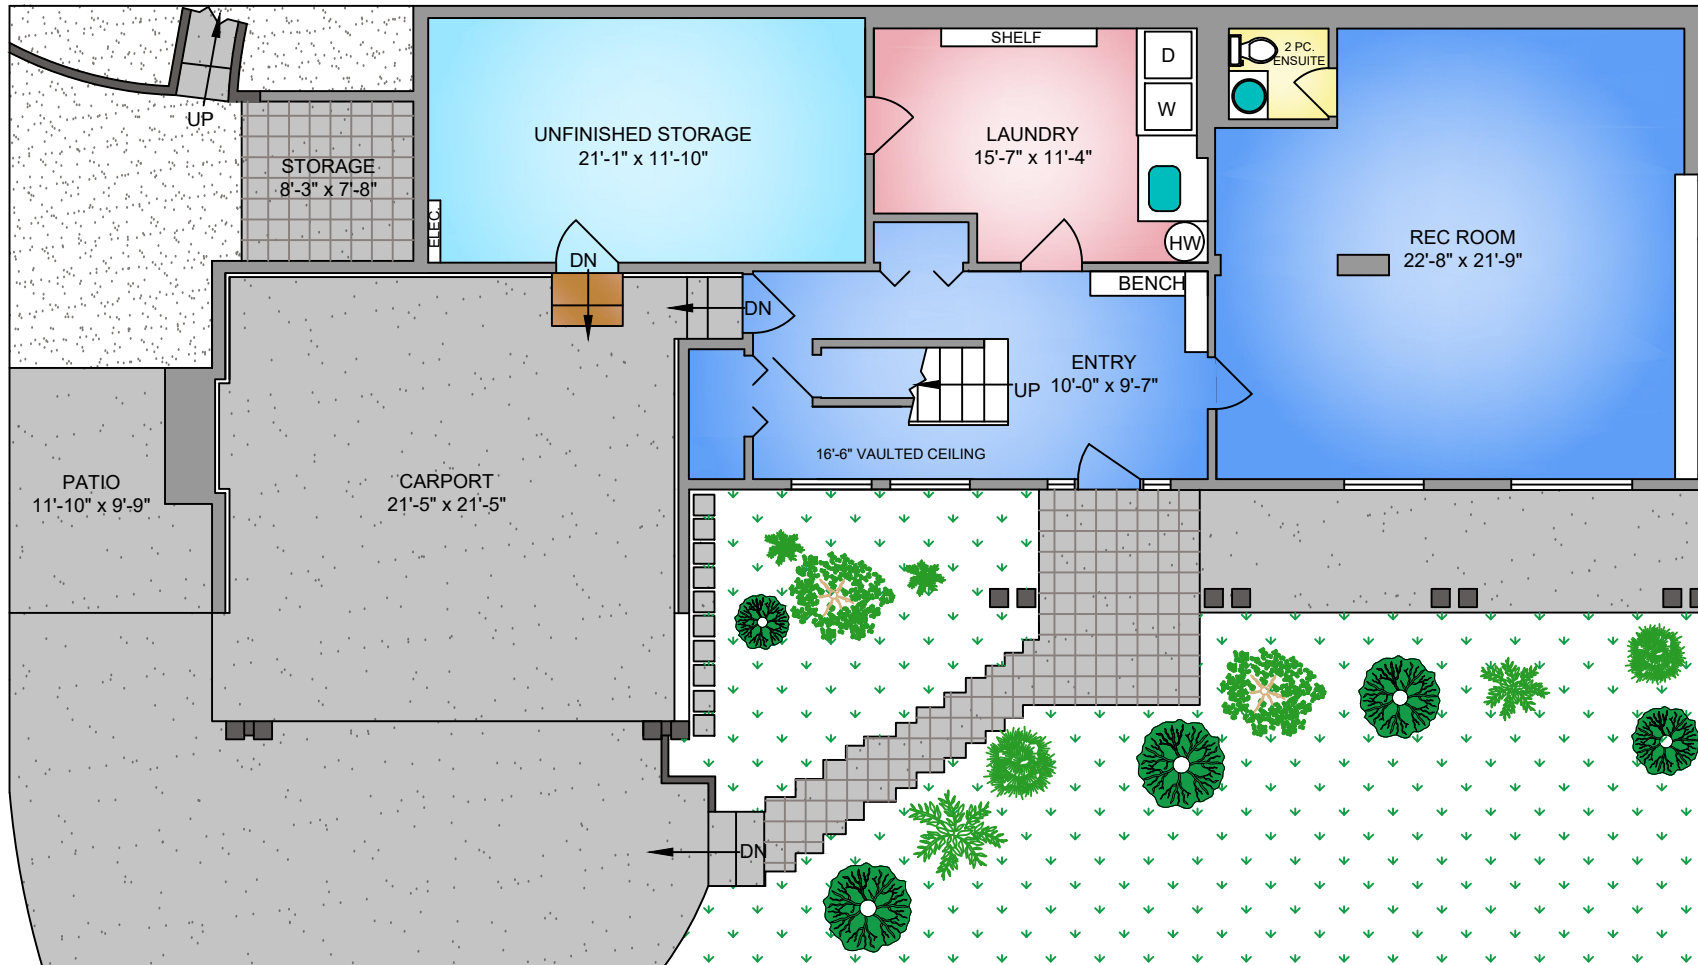 SHELF
D
2 PC.
ENSUITE
W
UP
UNFINISHED STORAGE
21'-1" x 11'-10"
LAUNDRY
15'-7" x 11'-4"
STORAGE
8'-3" x 7'-8"
ELEC.
HW
REC ROOM
22'-8" x 21'-9"
DN
BENCH
DN
ENTRY
10'-0" x 9'-7"
UP
16'-6" VAULTED CEILING
PATIO
11'-10" x 9'-9"
CARPORT
21'-5" x 21'-5"
DN